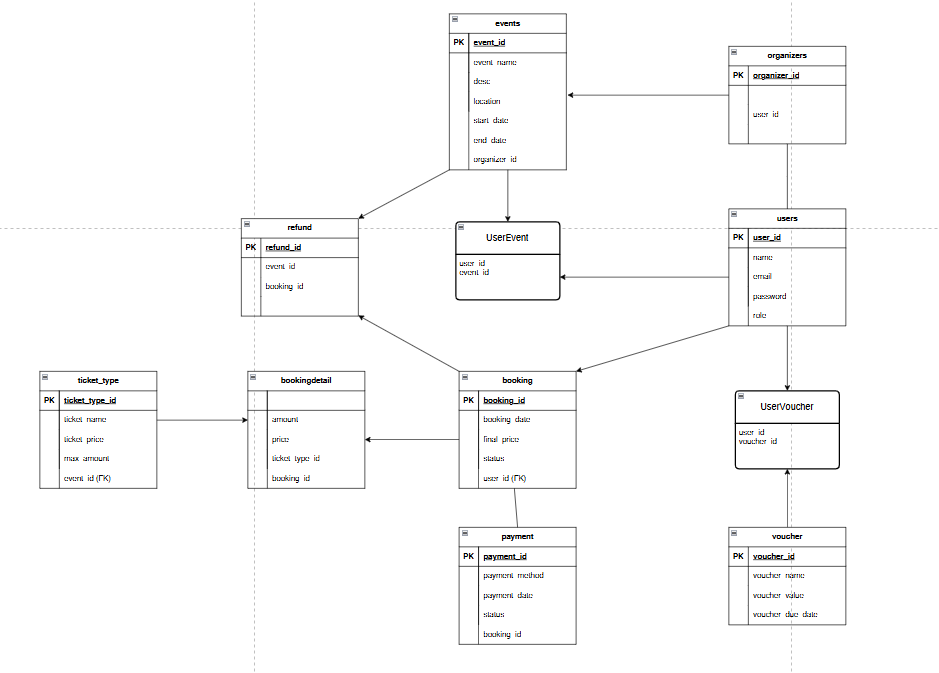 events
PK event_id
event_name
desc
location
start_date
end_date
organizer_id
organizers
PK organizer_id
user_id
refund
PK refund_id
event_id
booking_id
UserEvent
user_id
event_id
users
PK user_id
name
email
password
role
ticket_type
PK ticket_type_id
ticket_name
ticket_price
max_amount
event_id (FK)
bookingdetail
amount
price
ticket_type_id
booking_id
booking
PK booking_id
booking_date
final_price
status
user_id (FK)
UserVoucher
user_id
voucher_id
payment
PK payment_id
payment_method
payment_date
status
booking_id
voucher
PK voucher_id
voucher_name
voucher_value
voucher_due_date